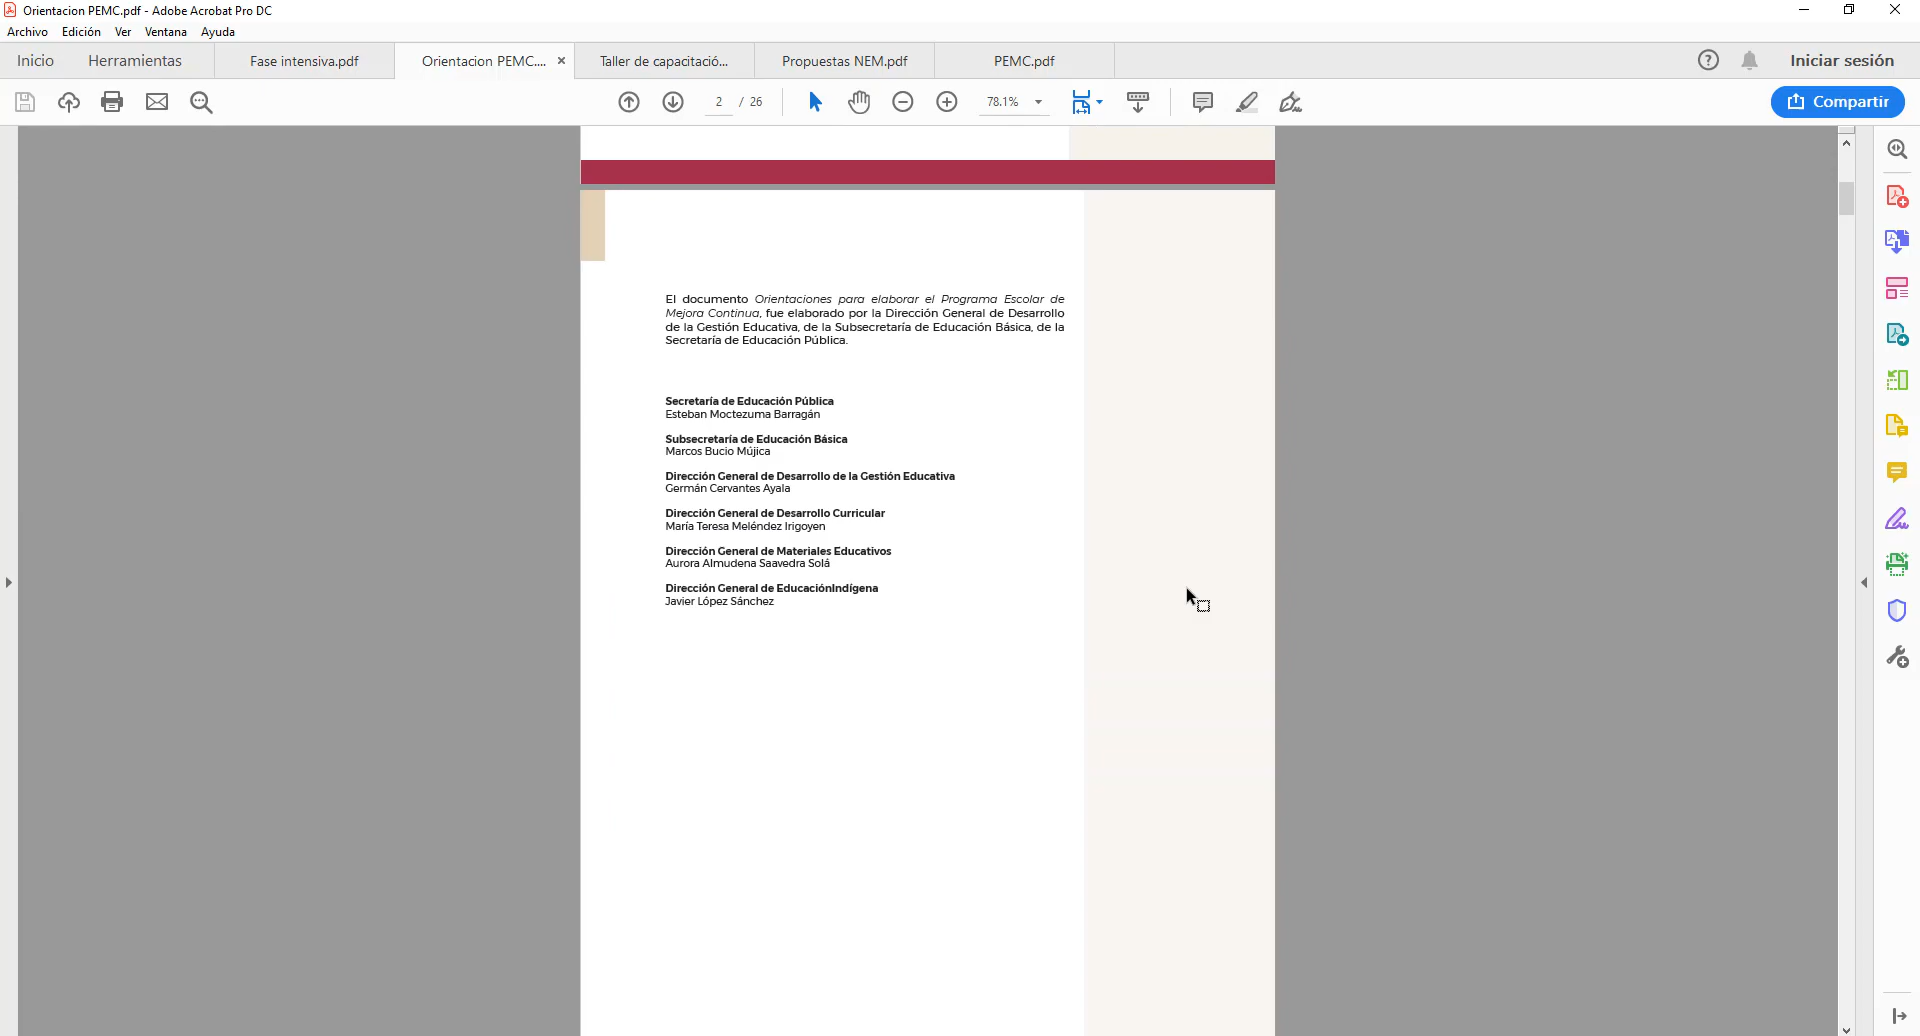 Orientacion PEMC.pdf - Adobe Acrobat Pro DC
Archivo Edición Ver Ventana Ayuda
Inicio Herramientas Fase intensiva.pdf Orientacion PEMC.... × Taller de capacitació... Propuestas NEM.pdf PEMC.pdf Iniciar sesión
2 / 26 78.1% Compartir
El documento Orientaciones para elaborar el Programa Escolar de
Mejora Continua, fue elaborado por la Dirección General de Desarrollo
de la Gestión Educativa, de la Subsecretaría de Educación Básica, de la
Secretaría de Educación Pública.
Secretaría de Educación Pública
Esteban Moctezuma Barragán
Subsecretaría de Educación Básica
Marcos Bucio Mújica
Dirección General de Desarrollo de la Gestión Educativa
Germán Cervantes Ayala
Dirección General de Desarrollo Curricular
María Teresa Meléndez Irigoyen
Dirección General de Materiales Educativos
Aurora Almudena Saavedra Solá
Dirección General de EducaciónIndígena
Javier López Sánchez